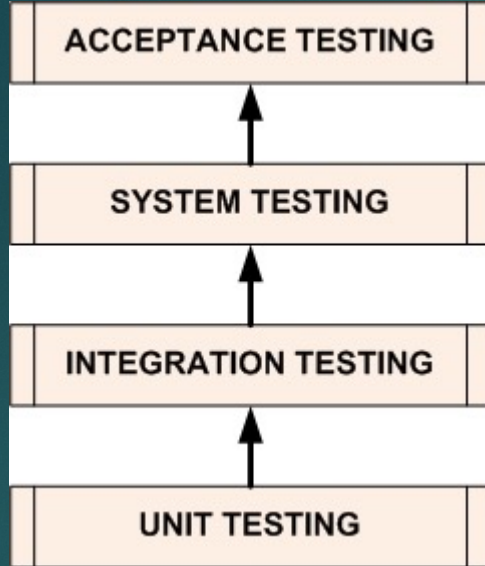 ACCEPTANCE TESTING
SYSTEM TESTING
INTEGRATION TESTING
UNIT TESTING